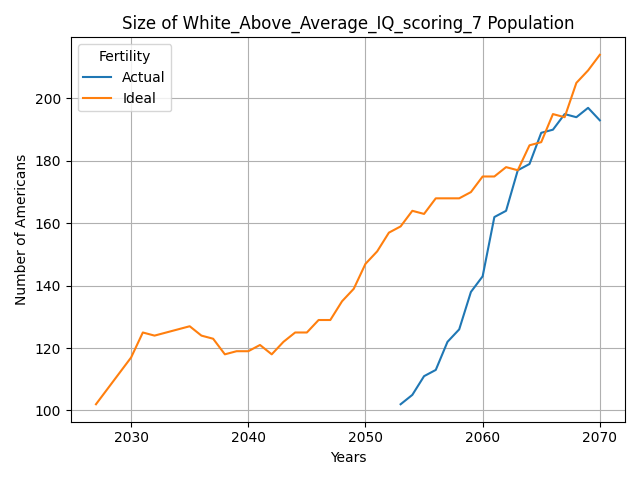 Size of White_Above_Average_IQ_scoring_7 Population
Fertility
Actual
Ideal
Number of Americans
200
180
160
140
120
100
2030
2040
2050
2060
2070
Years